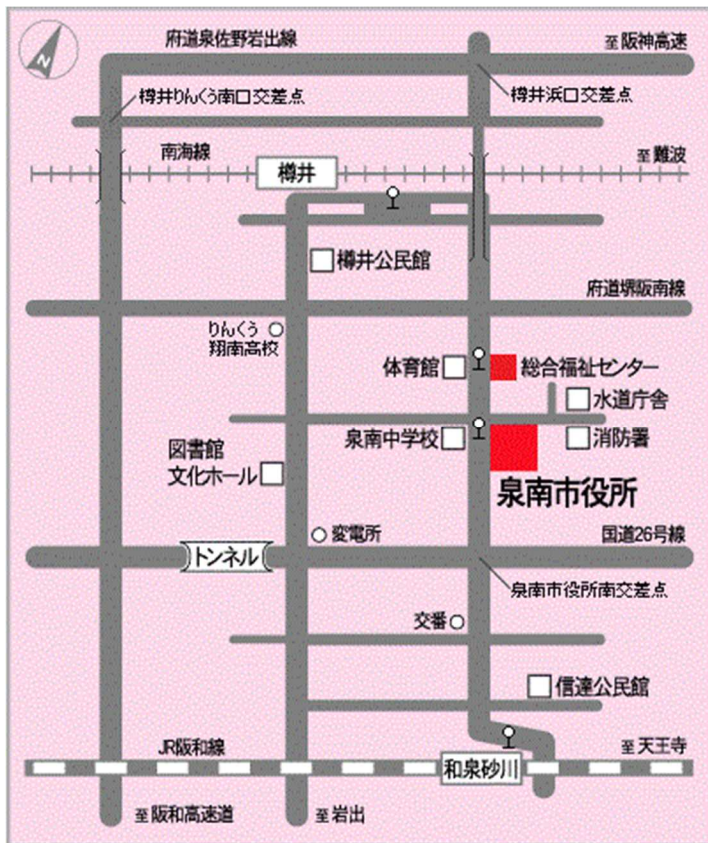 府道泉佐野岩出線
至阪神高速
N
樽井りんくう南口交差点
樽井浜口交差点
南海線
至難波
樽井
樽井公民館
府道堺阪南線
りんくう
翔南高校
体育館
総合福祉センター
水道庁舎
泉南中学校
消防署
図書館
文化ホール
泉南市役所
変電所
国道26号線
トンネル
泉南市役所南交差点
交番
信達公民館
JR阪和線
至天王寺
和泉砂川
至阪和高速道
至岩出